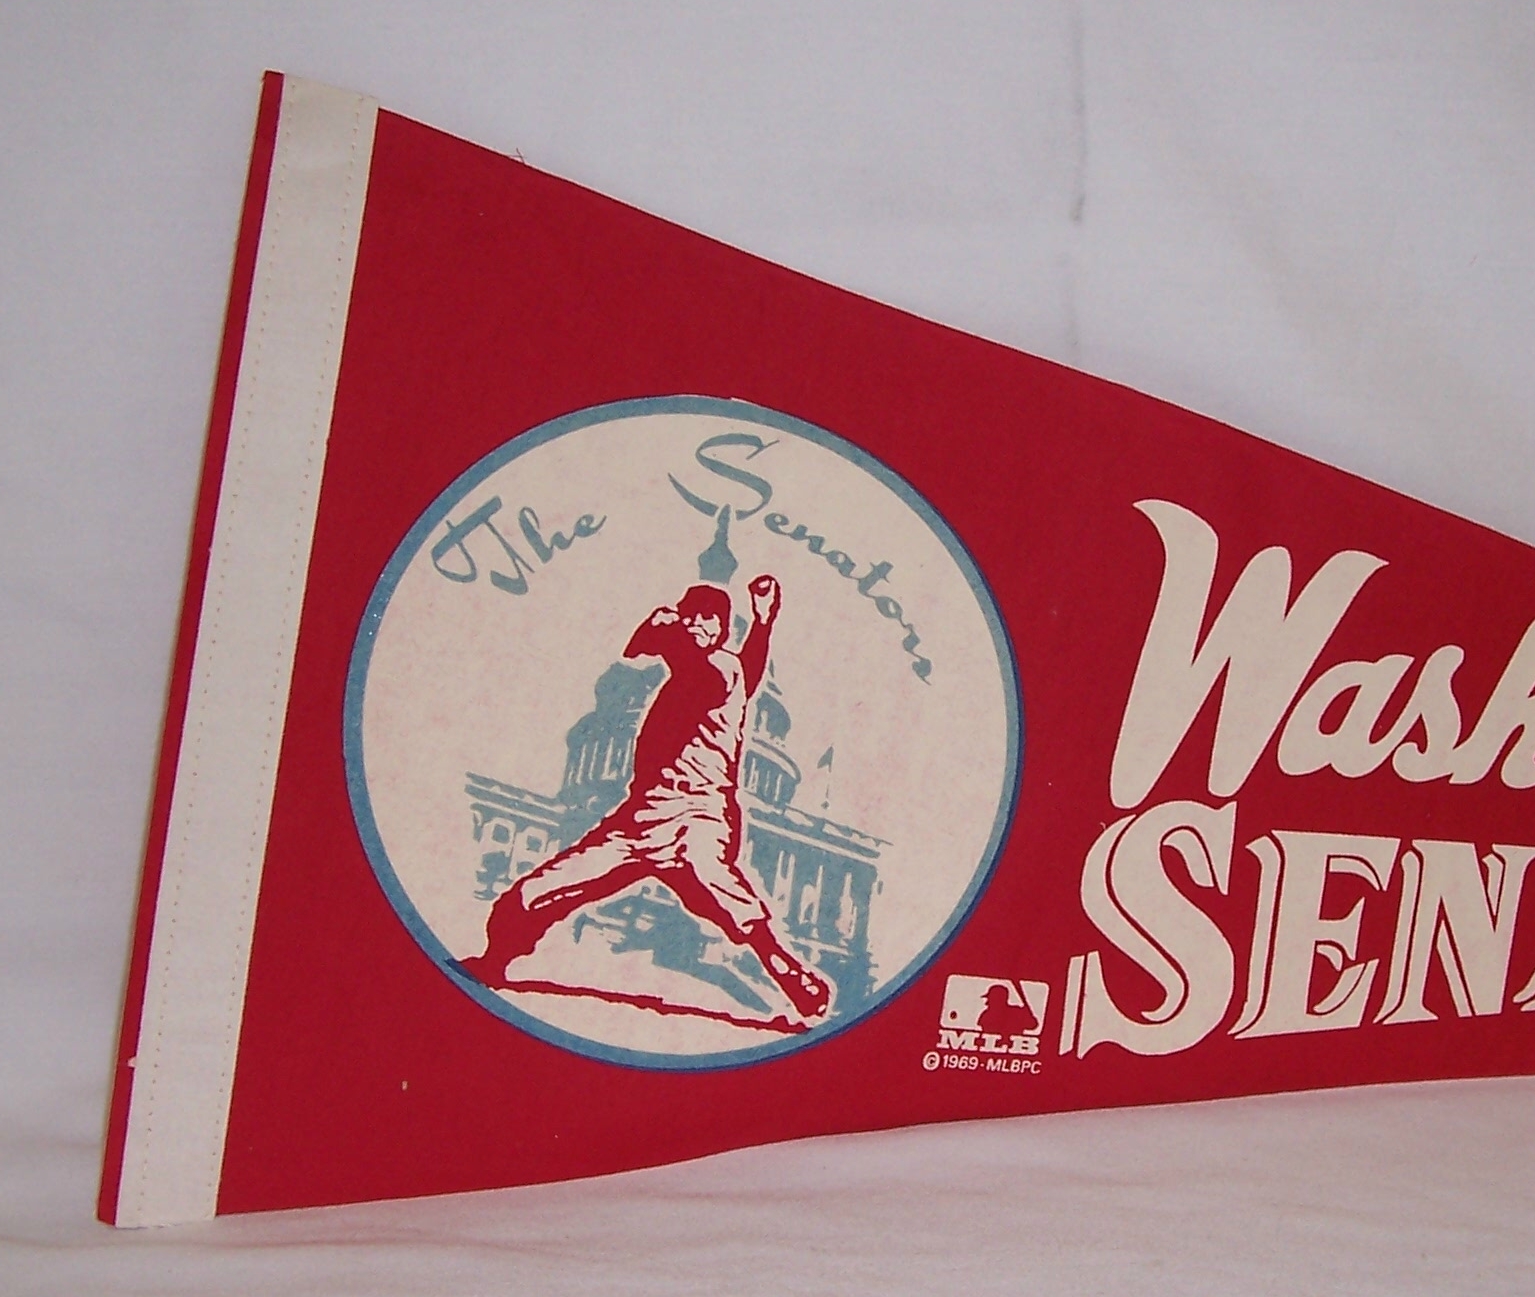 The Senators
Wash
SEN
MLB
©1969-MLBPC